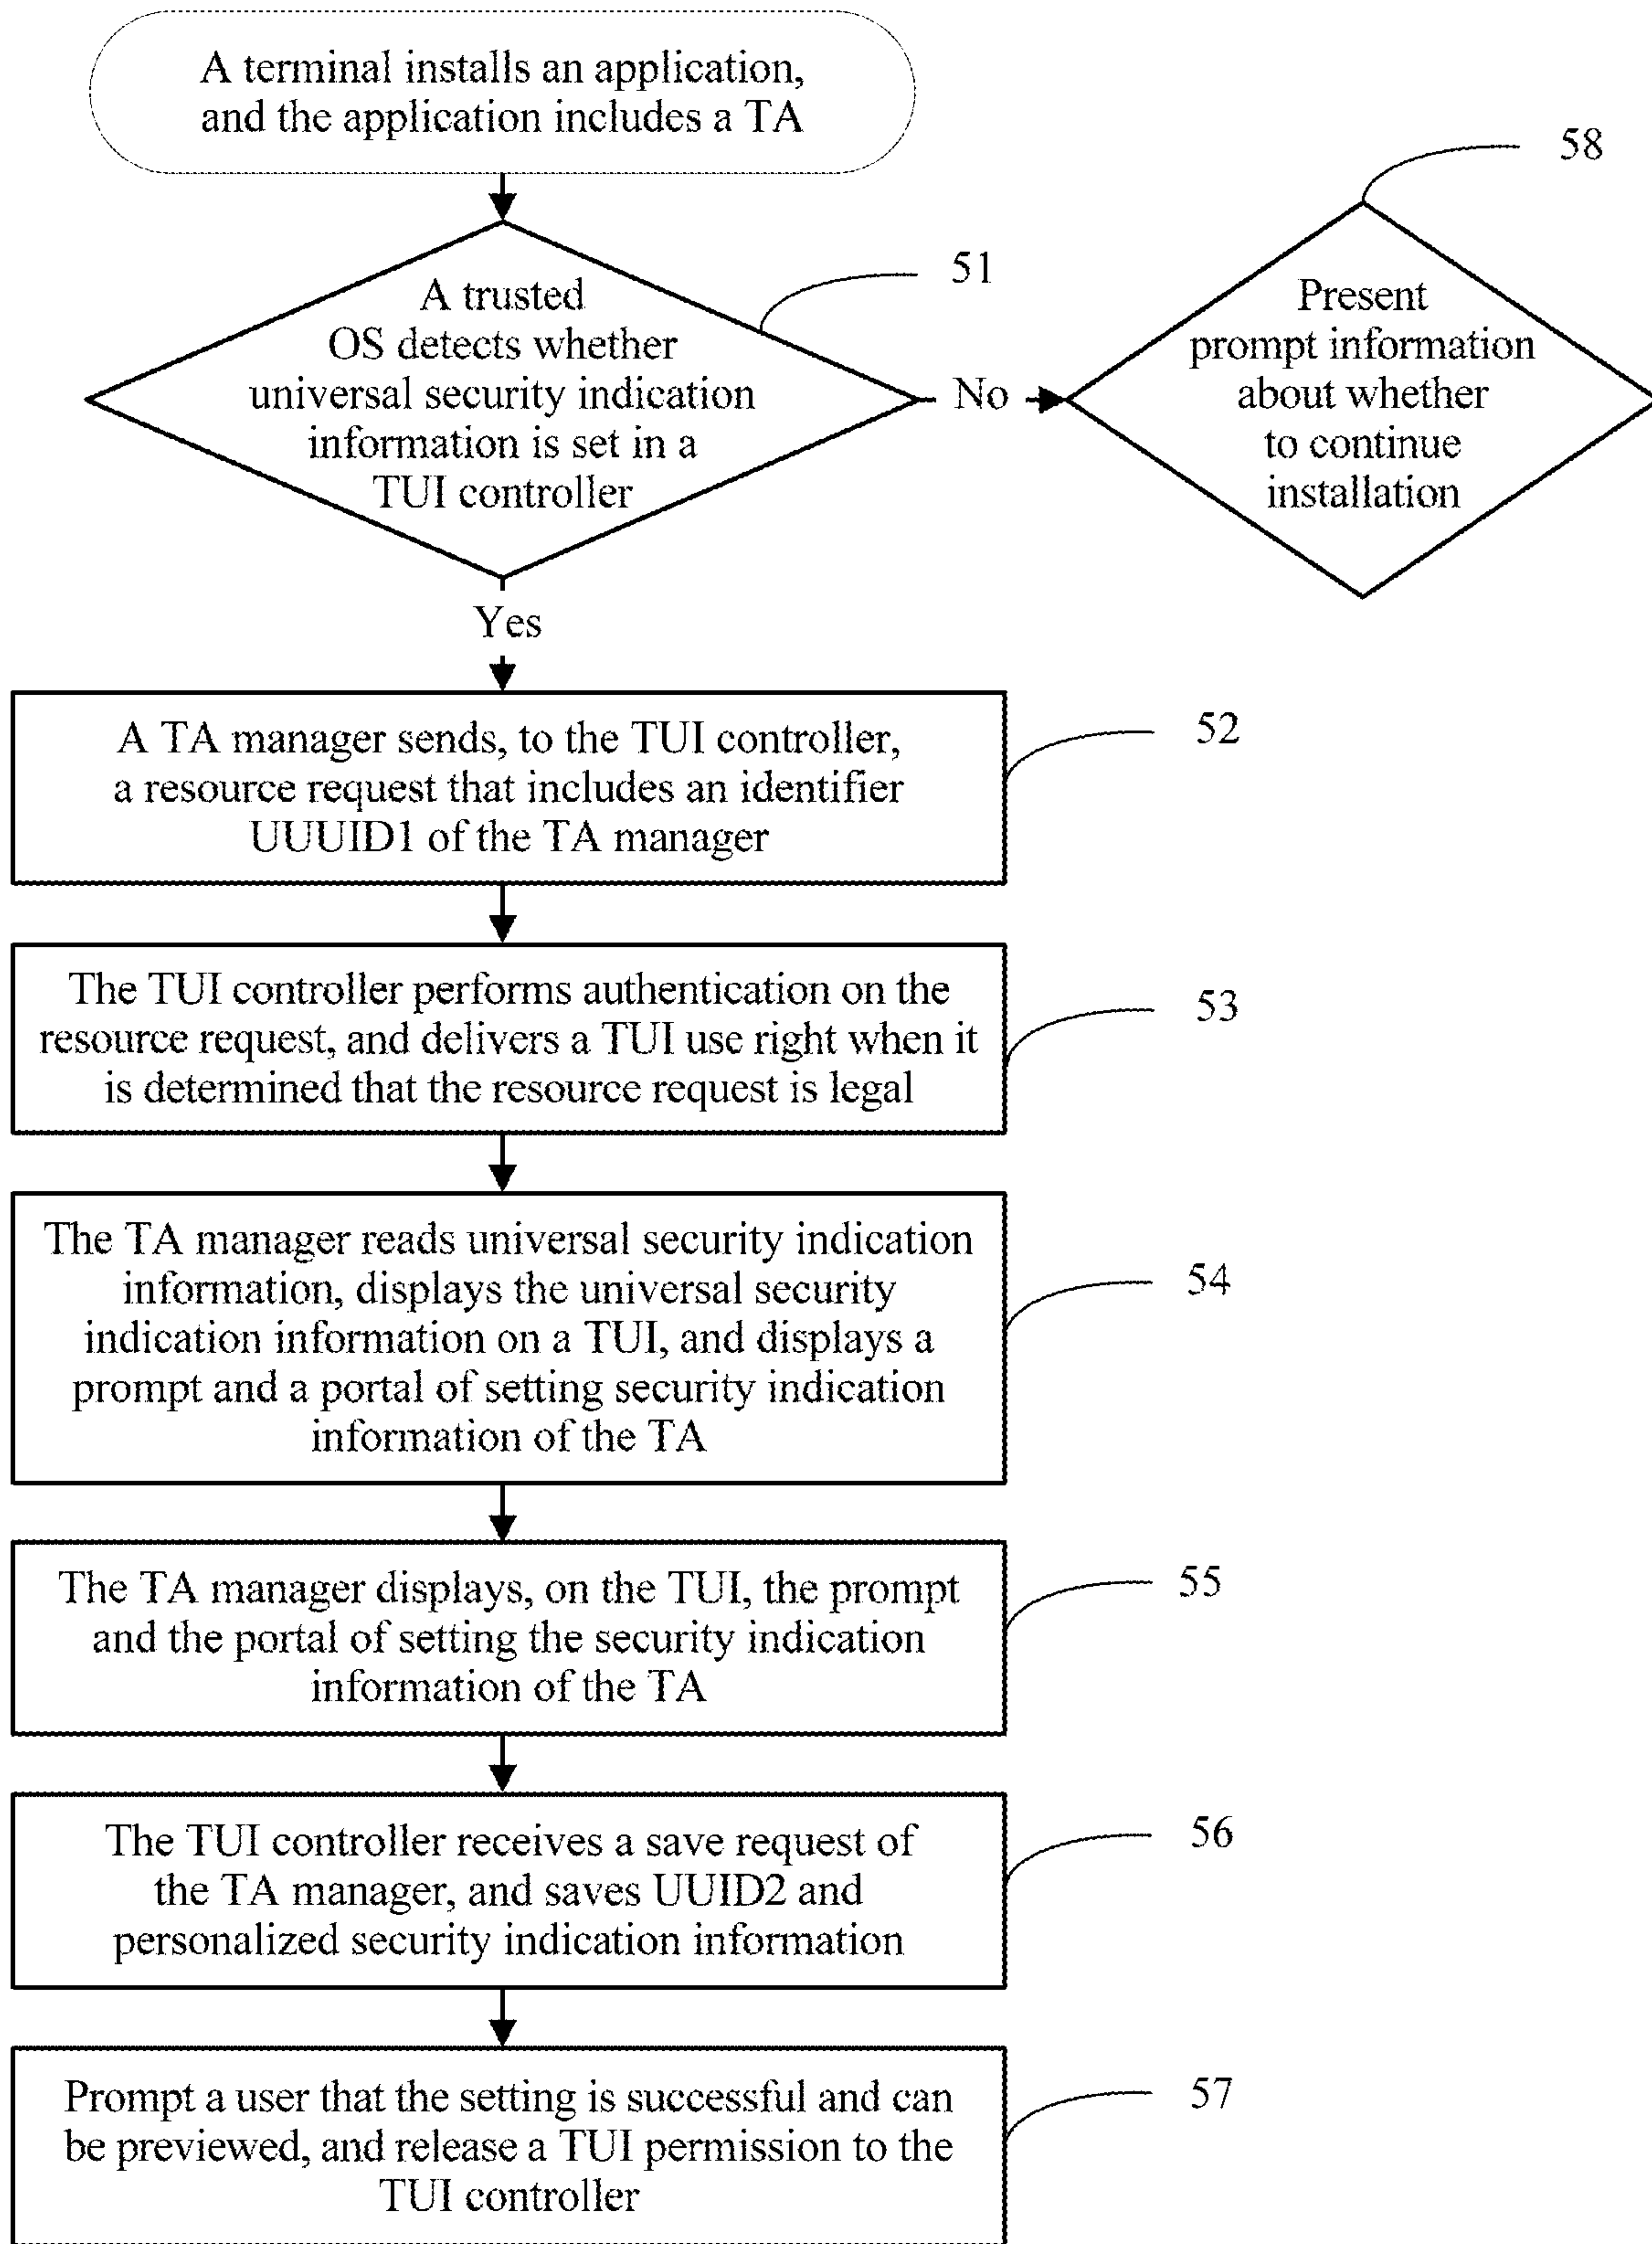 A terminal installs an application,
and the application includes a TA
58
51
A trusted
OS detects whether
universal security indication
information is set in a
TUI controller
No
Present
prompt information
about whether
to continue
installation
Yes
52
A TA manager sends, to the TUI controller,
a resource request that includes an identifier
UUUID1 of the TA manager
53
The TUI controller performs authentication on the
resource request, and delivers a TUI use right when it
is determined that the resource request is legal
54
The TA manager reads universal security indication
information, displays the universal security
indication information on a TUI, and displays a
prompt and a portal of setting security indication
information of the TA
55
The TA manager displays, on the TUI, the prompt
and the portal of setting the security indication
information of the TA
56
The TUI controller receives a save request of
the TA manager, and saves UUID2 and
personalized security indication information
57
Prompt a user that the setting is successful and can
be previewed, and release a TUI permission to the
TUI controller